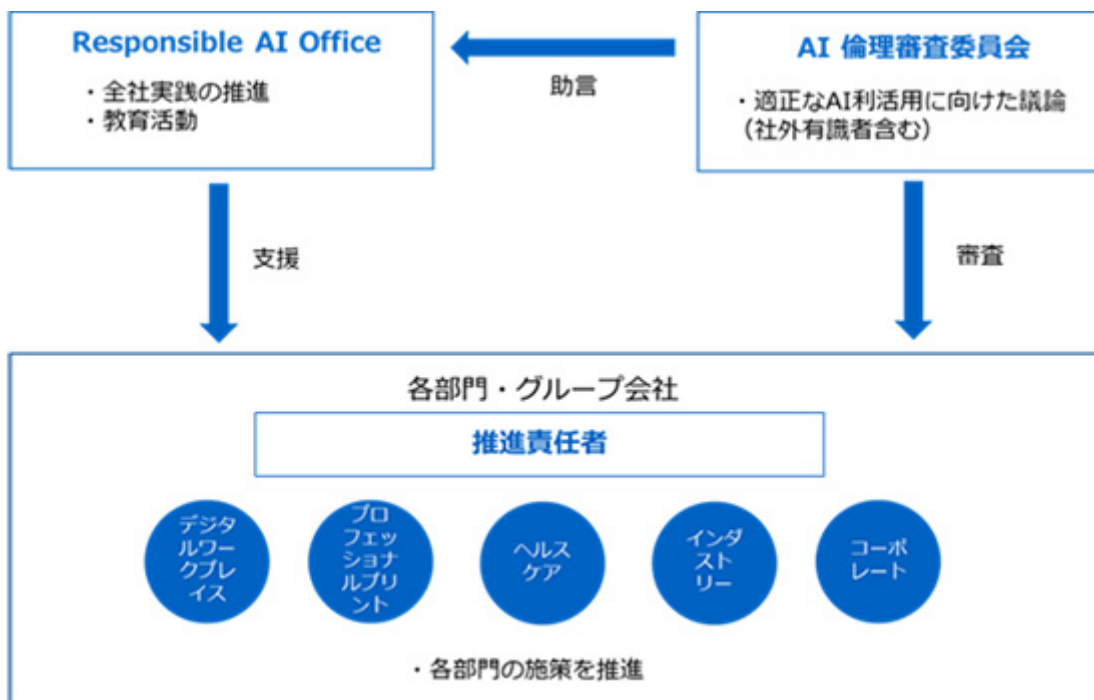 Responsible AI Office
・全社実践の推進
・教育活動
助言
AI 倫理審査委員会
・適正なAI利活用に向けた議論
（社外有識者含む）
支援
審査
各部門・グループ会社
推進責任者
デジタ
ルワー
クプレ
イス
プロ
フェッ
ショナ
ルプリ
ント
ヘルス
ケア
インダ
スト
リー
コーポ
レート
・各部門の施策を推進